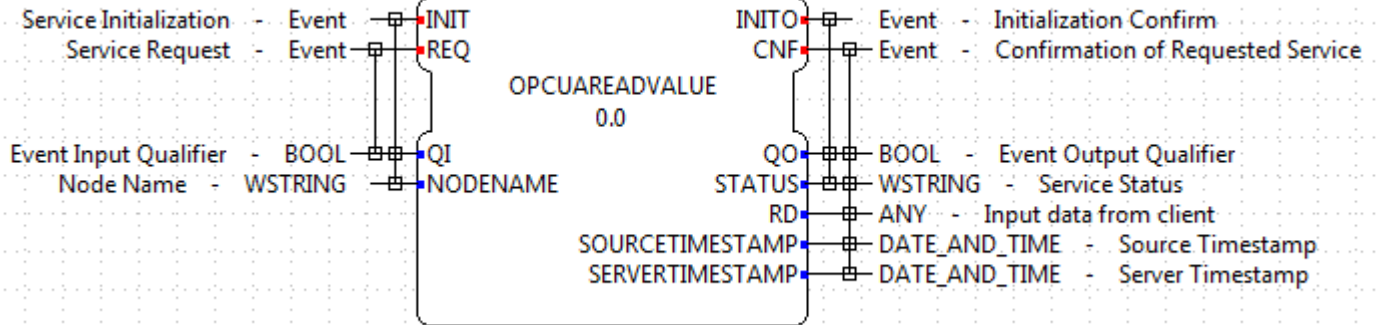 Service Initialization - Event INIT INITO Event - Initialization Confirm
Service Request - Event REQ CNF Event - Confirmation of Requested Service
OPCUAREADVALUE
0.0
Event Input Qualifier - BOOL QI QO BOOL - Event Output Qualifier
Node Name - WSTRING NODENAME STATUS WSTRING - Service Status
RD ANY - Input data from client
SOURCETIMESTAMP DATE_AND_TIME - Source Timestamp
SERVERTIMESTAMP DATE_AND_TIME - Server Timestamp